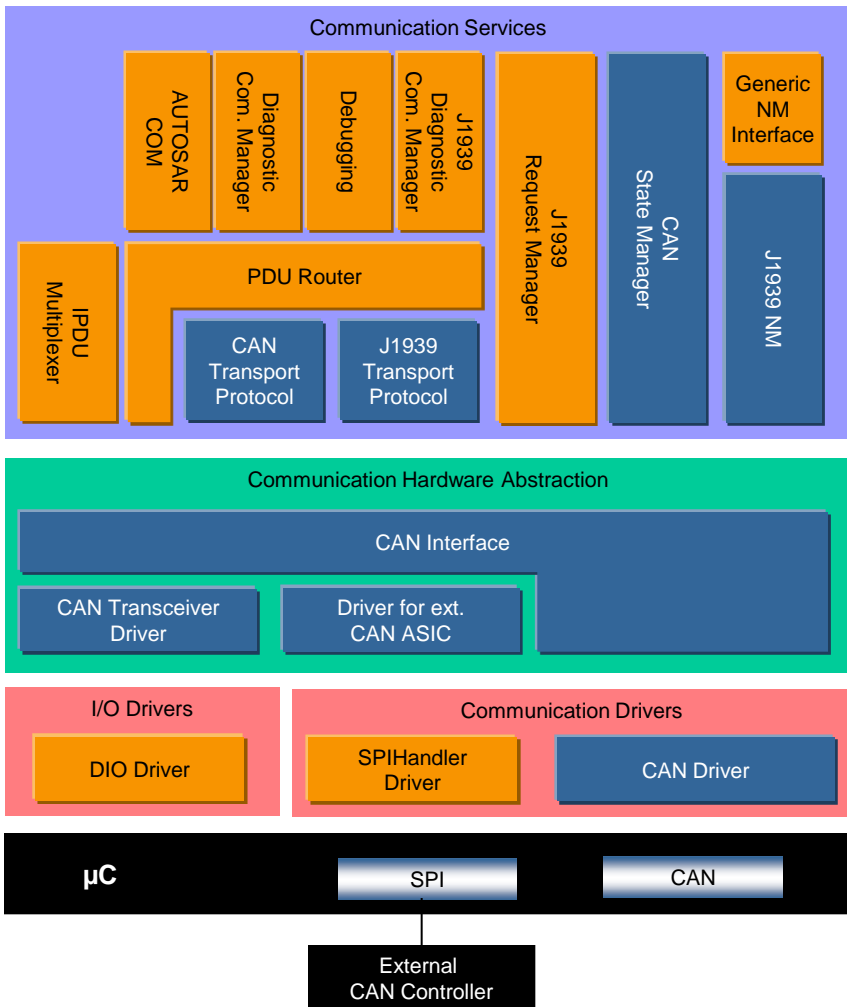 Communication Services
AUTOSAR
COM
Diagnostic
Com. Manager
Debugging
J1939
Diagnostic
Com. Manager
J1939
Request Manager
CAN
State Manager
Generic
NM
Interface
IPDU
Multiplexer
PDU Router
J1939 NM
CAN
Transport
Protocol
J1939
Transport
Protocol
Communication Hardware Abstraction
CAN Interface
CAN Transceiver
Driver
Driver for ext.
CAN ASIC
I/O Drivers
Communication Drivers
DIO Driver
SPIHandler
Driver
CAN Driver
µC
SPI
CAN
External
CAN Controller